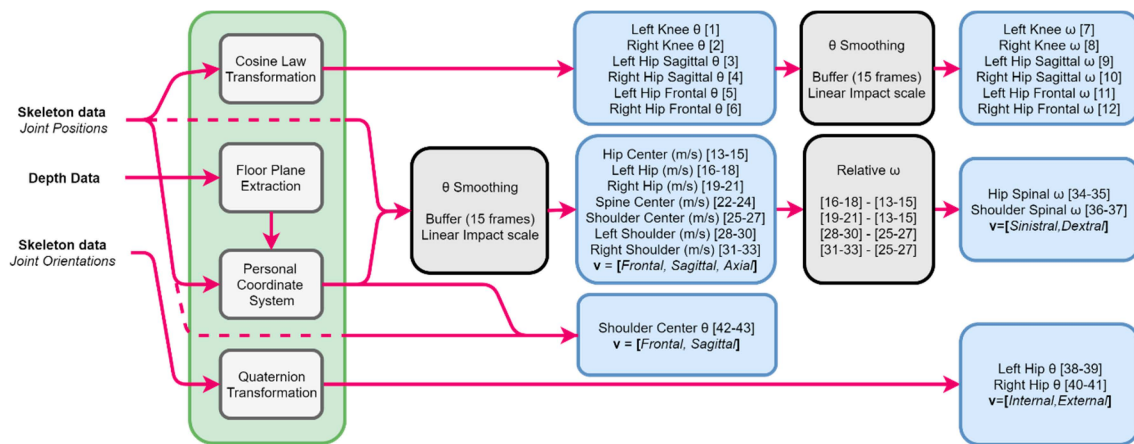 Skeleton data
Joint Positions
Depth Data
Skeleton data
Joint Orientations
Cosine Law
Transformation
Floor Plane
Extraction
Personal
Coordinate
System
Quaternion
Transformation
θ Smoothing
Buffer (15 frames)
Linear Impact scale
Left Knee θ [1]
Right Knee θ [2]
Left Hip Sagittal θ [3]
Right Hip Sagittal θ [4]
Left Hip Frontal θ [5]
Right Hip Frontal θ [6]
θ Smoothing
Buffer (15 frames)
Linear Impact scale
Left Knee ω [7]
Right Knee ω [8]
Left Hip Sagittal ω [9]
Right Hip Sagittal ω [10]
Left Hip Frontal ω [11]
Right Hip Frontal ω [12]
Hip Center (m/s) [13-15]
Left Hip (m/s) [16-18]
Right Hip (m/s) [19-21]
Spine Center (m/s) [22-24]
Shoulder Center (m/s) [25-27]
Left Shoulder (m/s) [28-30]
Right Shoulder (m/s) [31-33]
v = [Frontal, Sagittal, Axial]
Relative ω
[16-18] - [13-15]
[19-21] - [13-15]
[28-30] - [25-27]
[31-33] - [25-27]
Hip Spinal ω [34-35]
Shoulder Spinal ω [36-37]
v=[Sinistral,Dextral]
Shoulder Center θ [42-43]
v = [Frontal, Sagittal]
Left Hip θ [38-39]
Right Hip θ [40-41]
v=[Internal,External]